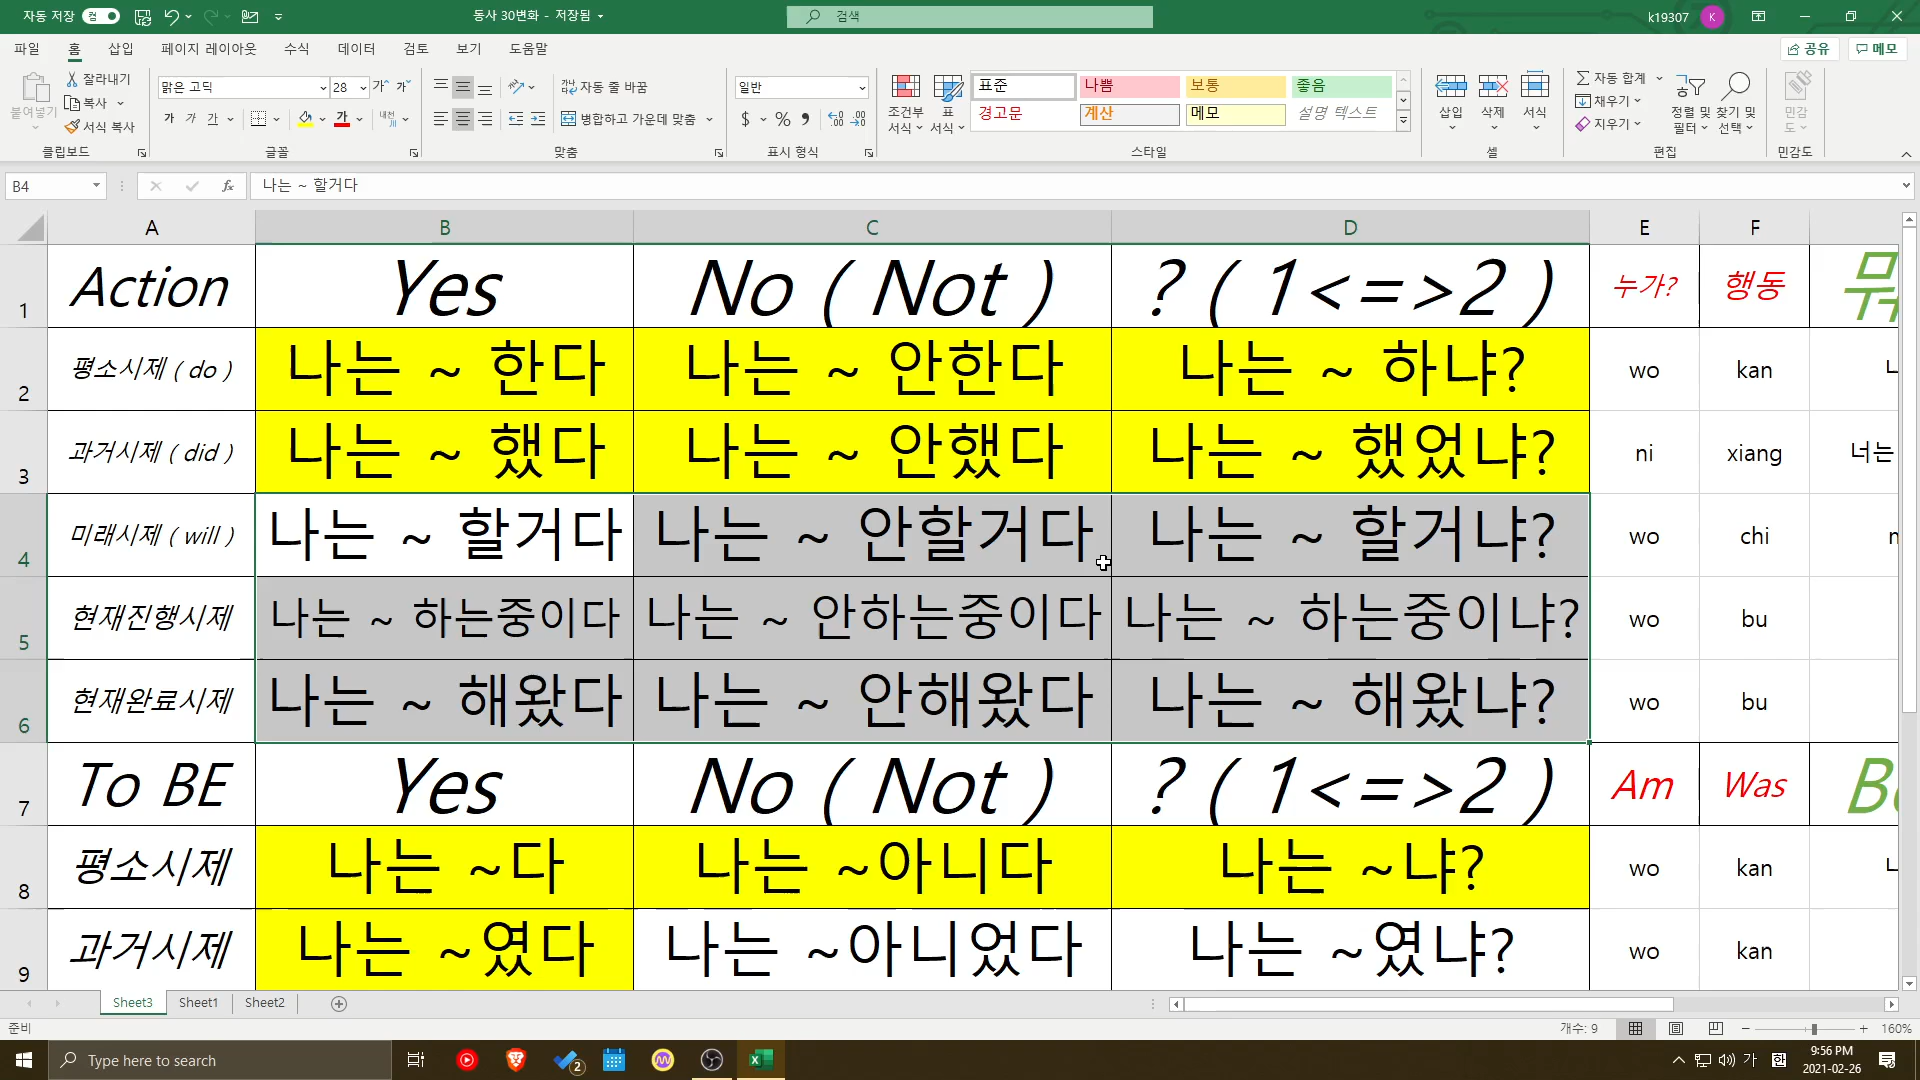 자동 저장 켬 동사 30변화 - 저장됨 검색 k19307 K
파일 홈 삽입 페이지 레이아웃 수식 데이터 검토 보기 도움말 공유 메모
붙여넣기 잘라내기 복사 서식 복사 클립보드
맑은 고딕 28 가 가 가 가 가 가 내천 글꼴
자동 줄 바꿈 병합하고 가운데 맞춤 맞춤
일반 $ % 표시 형식
조건부 서식 표 서식 표준 나쁨 보통 좋음
경고문 계산 메모 설명 텍스트 스타일
삽입 삭제 서식 셀
자동 합계 채우기 지우기 정렬 및 필터 찾기 및 선택 편집
민감도 민감도
B4 fx 나는 ~ 할거다
A B C D E F
1 Action Yes No ( Not ) ? ( 1<=>2 ) 누가? 행동
2 평소시제 ( do ) 나는 ~ 한다 나는 ~ 안한다 나는 ~ 하냐? wo kan
3 과거시제 ( did ) 나는 ~ 했다 나는 ~ 안했다 나는 ~ 했었냐? ni xiang 너는
4 미래시제 ( will ) 나는 ~ 할거다 나는 ~ 안할거다 나는 ~ 할거냐? wo chi
5 현재진행시제 나는 ~ 하는중이다 나는 ~ 안하는중이다 나는 ~ 하는중이냐? wo bu
6 현재완료시제 나는 ~ 해왔다 나는 ~ 안해왔다 나는 ~ 해왔냐? wo bu
7 To BE Yes No ( Not ) ? ( 1<=>2 ) Am Was
8 평소시제 나는 ~다 나는 ~아니다 나는 ~냐? wo kan
9 과거시제 나는 ~였다 나는 ~아니었다 나는 ~였냐? wo kan
Sheet3 Sheet1 Sheet2
준비 개수: 9 160%
Type here to search 2 가 9:56 PM
2021-02-26